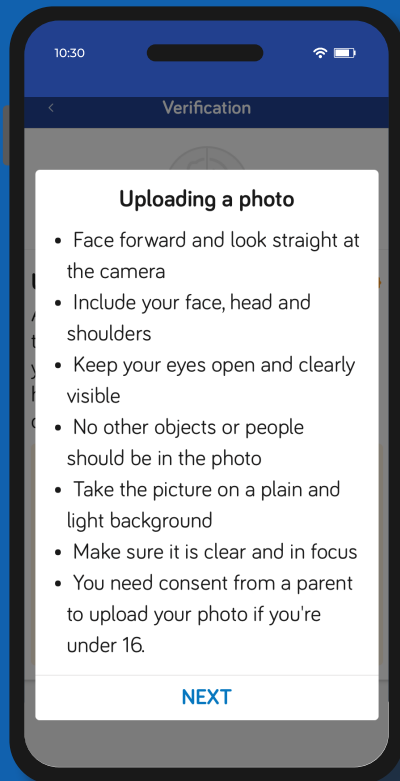 10:30
Verification
Uploading a photo
• Face forward and look straight at
the camera
• Include your face, head and
shoulders
• Keep your eyes open and clearly
visible
• No other objects or people
should be in the photo
• Take the picture on a plain and
light background
• Make sure it is clear and in focus
• You need consent from a parent
to upload your photo if you're
under 16.
NEXT